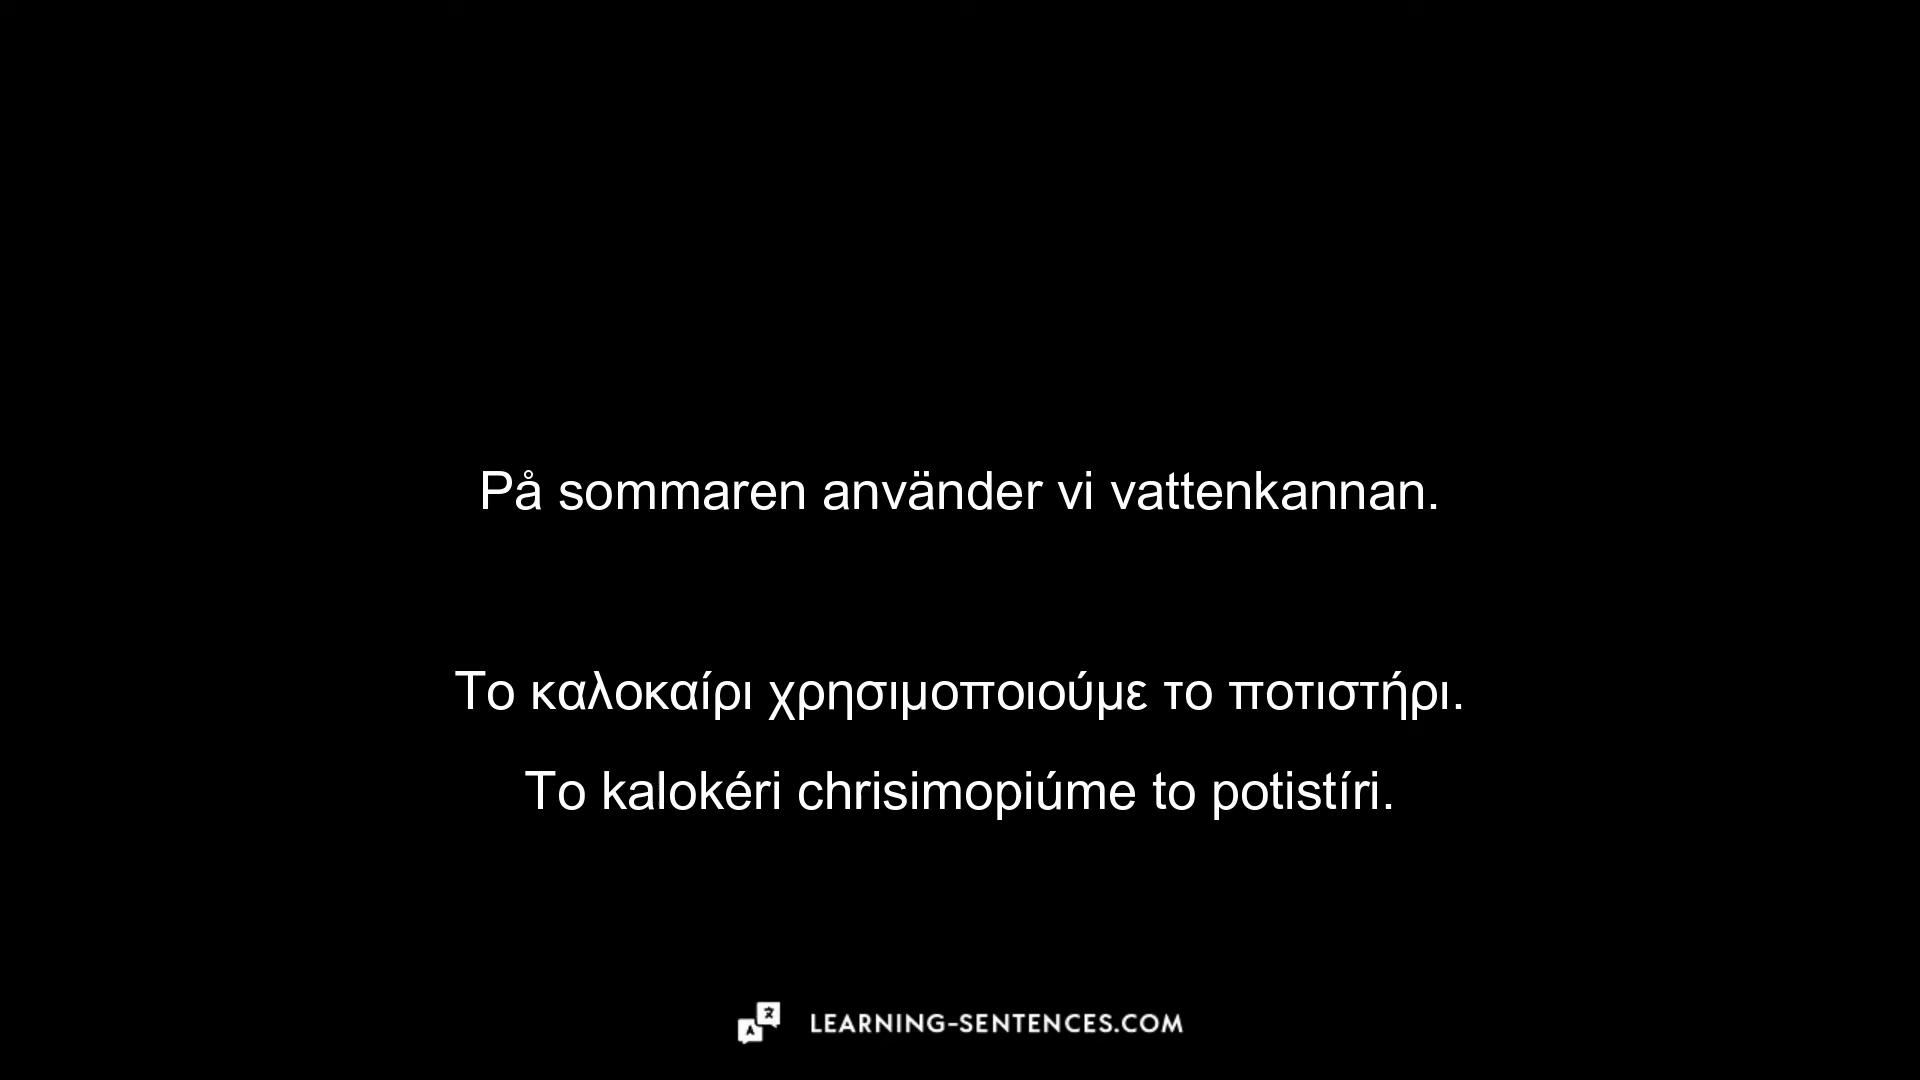 På sommaren använder vi vattenkannan.
Το καλοκαίρι χρησιμοποιούμε το ποτιστήρι.
To kalokéri chrisimopiúme to potistíri.
LEARNING-SENTENCES.COM